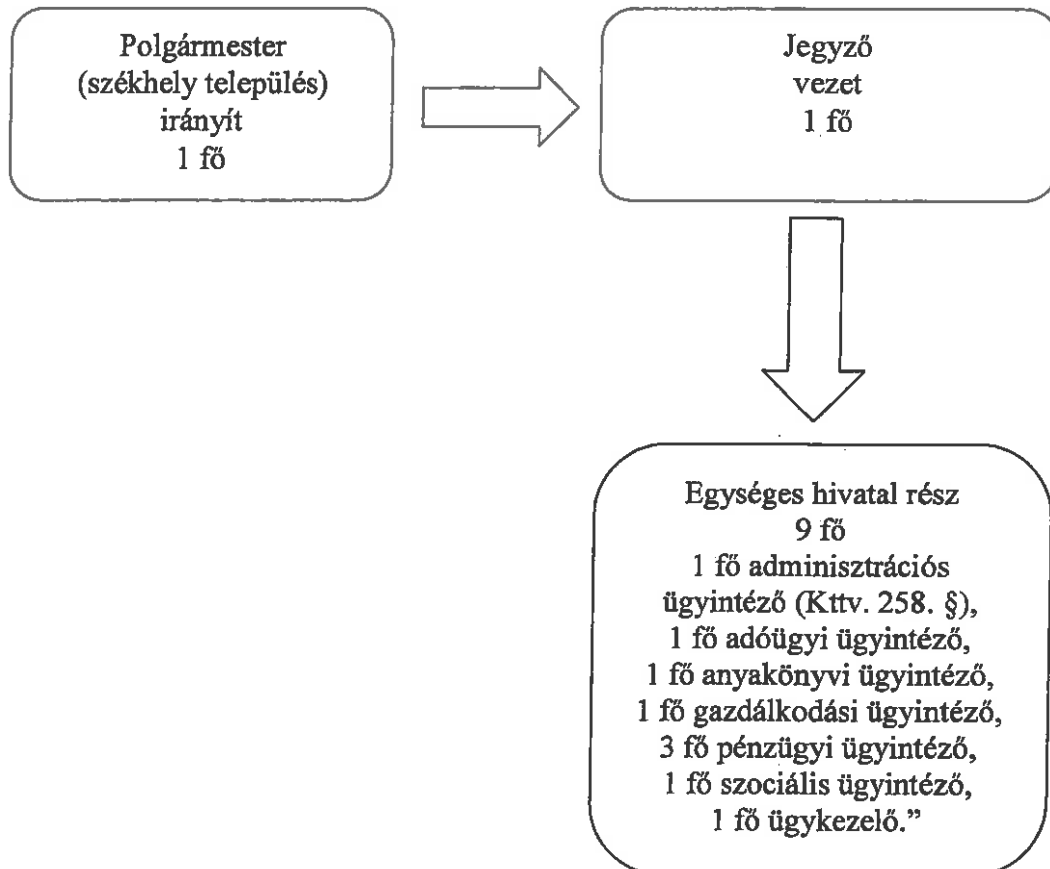 Polgármester
(székhely település)
irányít
1 fő
Jegyző
vezet
1 fő
Egységes hivatal rész
9 fő
1 fő adminisztrációs
ügyintéző (Kttv. 258. §),
1 fő adóügyi ügyintéző,
1 fő anyakönyvi ügyintéző,
1 fő gazdálkodási ügyintéző,
3 fő pénzügyi ügyintéző,
1 fő szociális ügyintéző,
1 fő ügykezelő.”